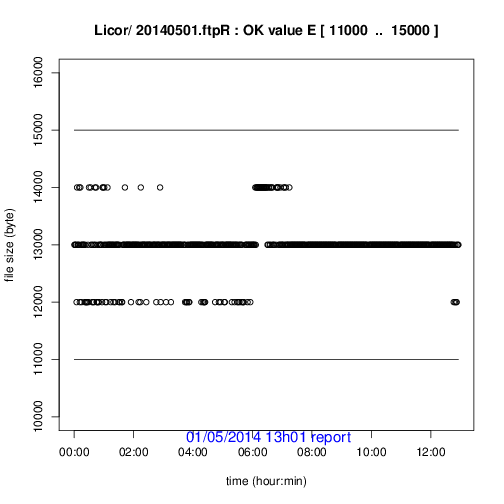 Licor/ 20140501.ftpR : OK value E [ 11000 .. 15000 ]
16000
15000
14000
13000
12000
11000
10000
file size (byte)
00:00 02:00 04:00 06:00 08:00 10:00 12:00
01/05/2014 13h01 report
time (hour:min)